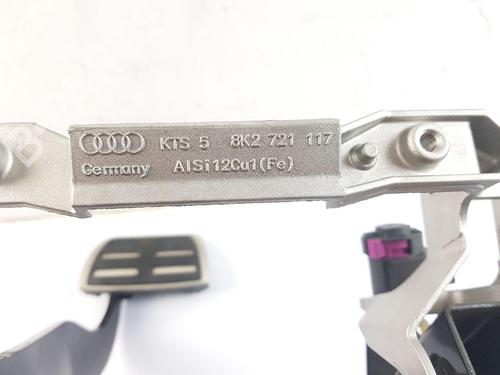 KTS 5 8K2 721 117
Germany AlSi12Cu1(Fe)